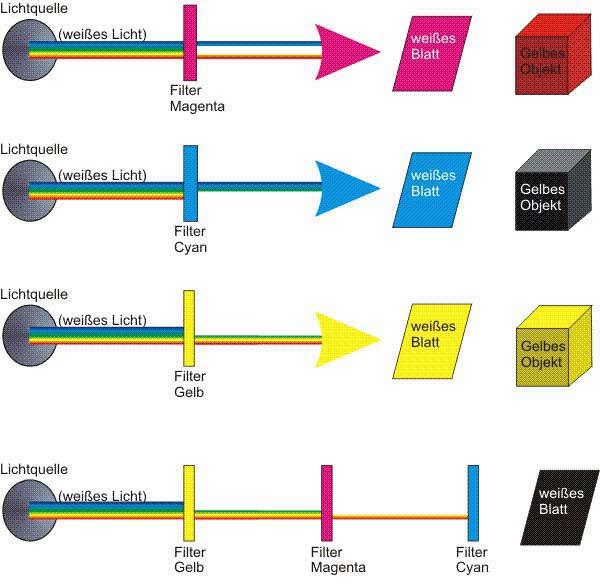 Lichtquelle
(weißes Licht)
Filter
Magenta
weißes
Blatt
Gelbes
Objekt
Lichtquelle
(weißes Licht)
Filter
Cyan
weißes
Blatt
Gelbes
Objekt
Lichtquelle
(weißes Licht)
Filter
Gelb
weißes
Blatt
Gelbes
Objekt
Lichtquelle
(weißes Licht)
Filter
Gelb
Filter
Magenta
Filter
Cyan
weißes
Blatt